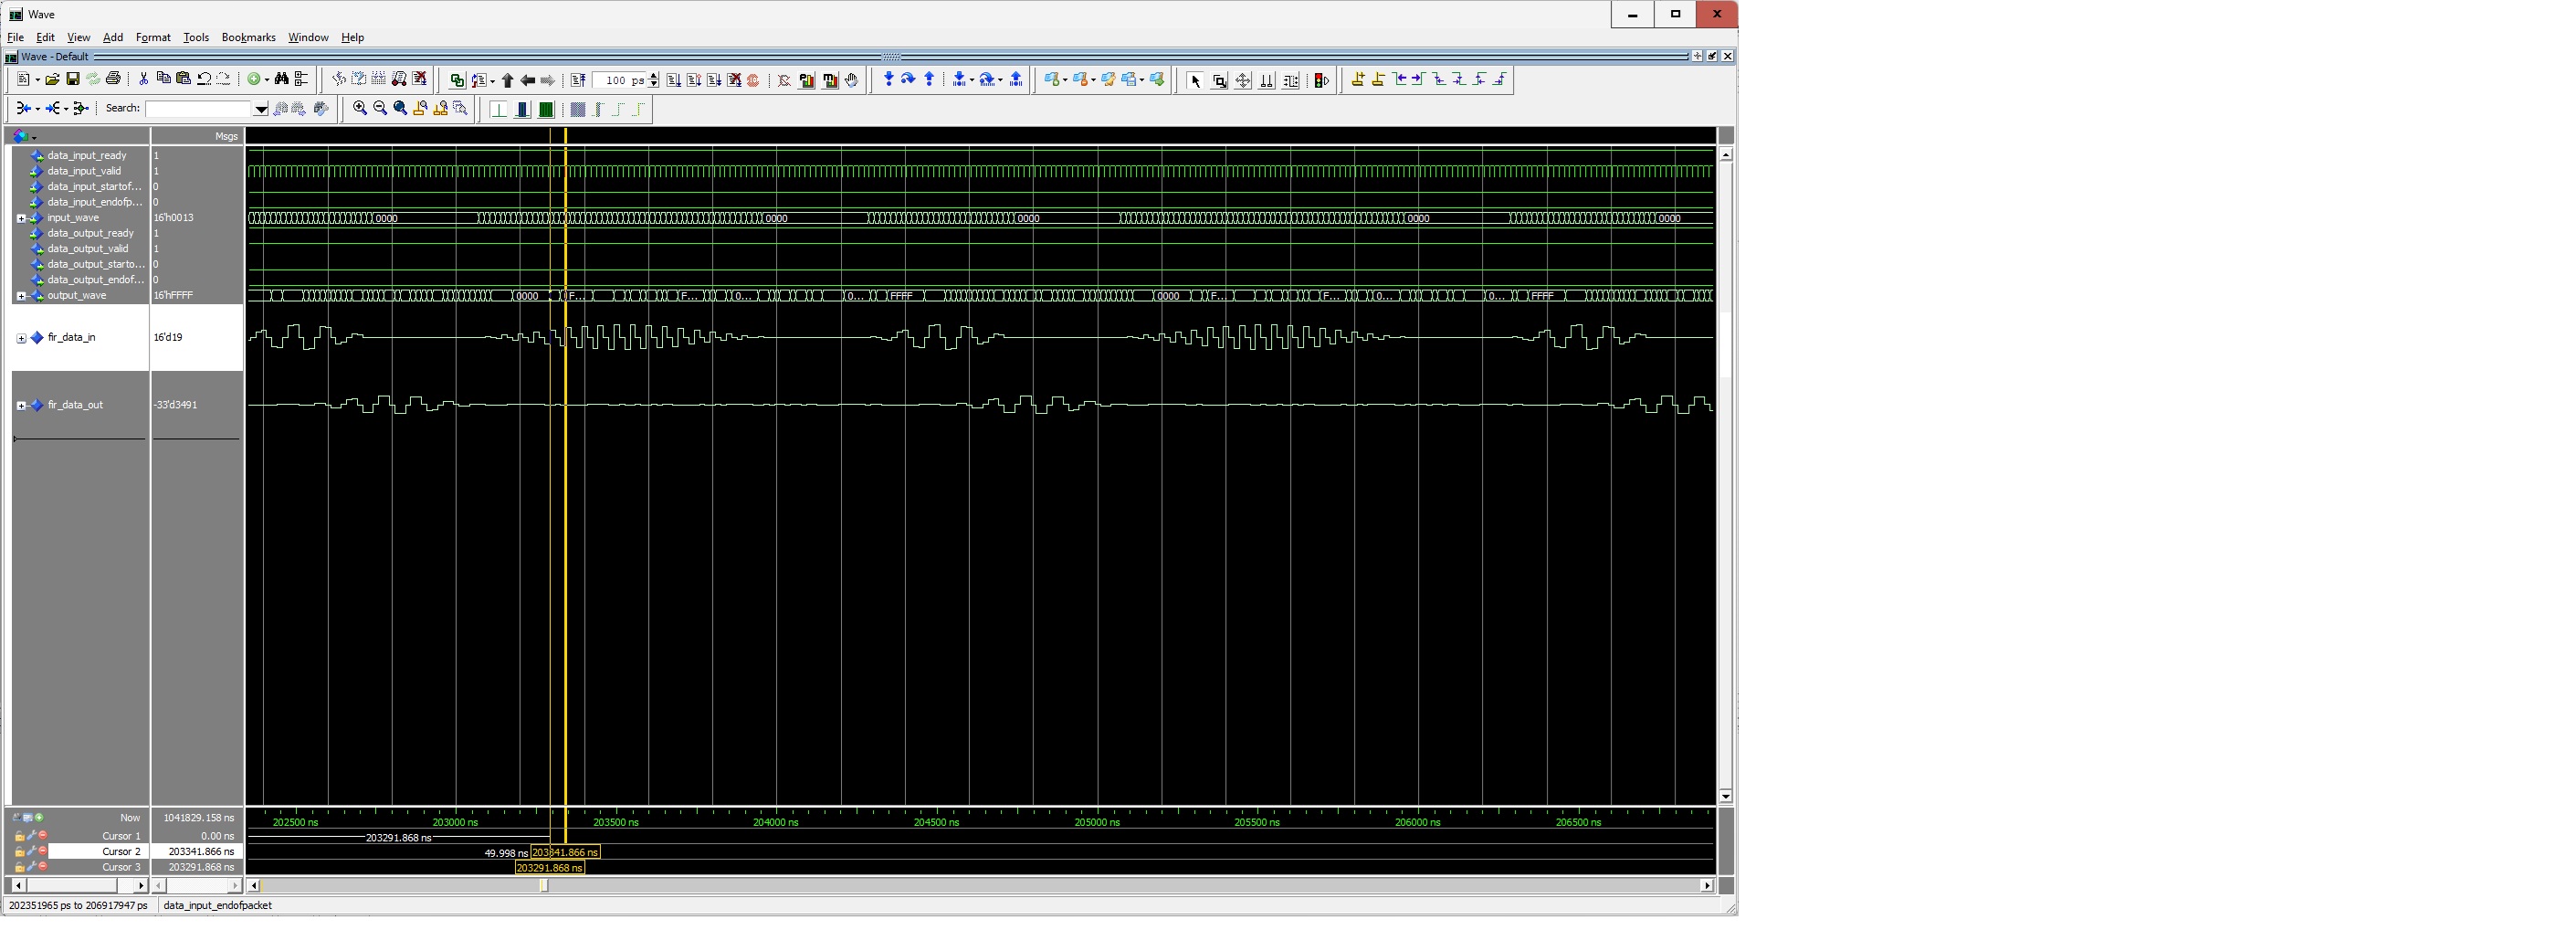 Wave
File Edit View Add Format Tools Bookmarks Window Help
Wave - Default
100 ps
Search:
Msgs
data_input_ready 1
data_input_valid 1
data_input_startof... 0
data_input_endofp... 0
input_wave 16'h0013 0000 0000 0000 0000 0000
data_output_ready 1
data_output_valid 1
data_output_starto... 0
data_output_endof... 0
output_wave 16'hFFFF 0000 F... F... 0... 0... FFFF 0000 F... F... 0... 0... FFFF
fir_data_in 16'd19
fir_data_out -33'd3491
Now 1041829.158 ns 202500 ns 203000 ns 203500 ns 204000 ns 204500 ns 205000 ns 205500 ns 206000 ns 206500 ns
Cursor 1 0.00 ns 203291.868 ns
Cursor 2 203341.866 ns 49.998 ns 203341.866 ns
Cursor 3 203291.868 ns 203291.868 ns
202351965 ps to 206917947 ps data_input_endofpacket